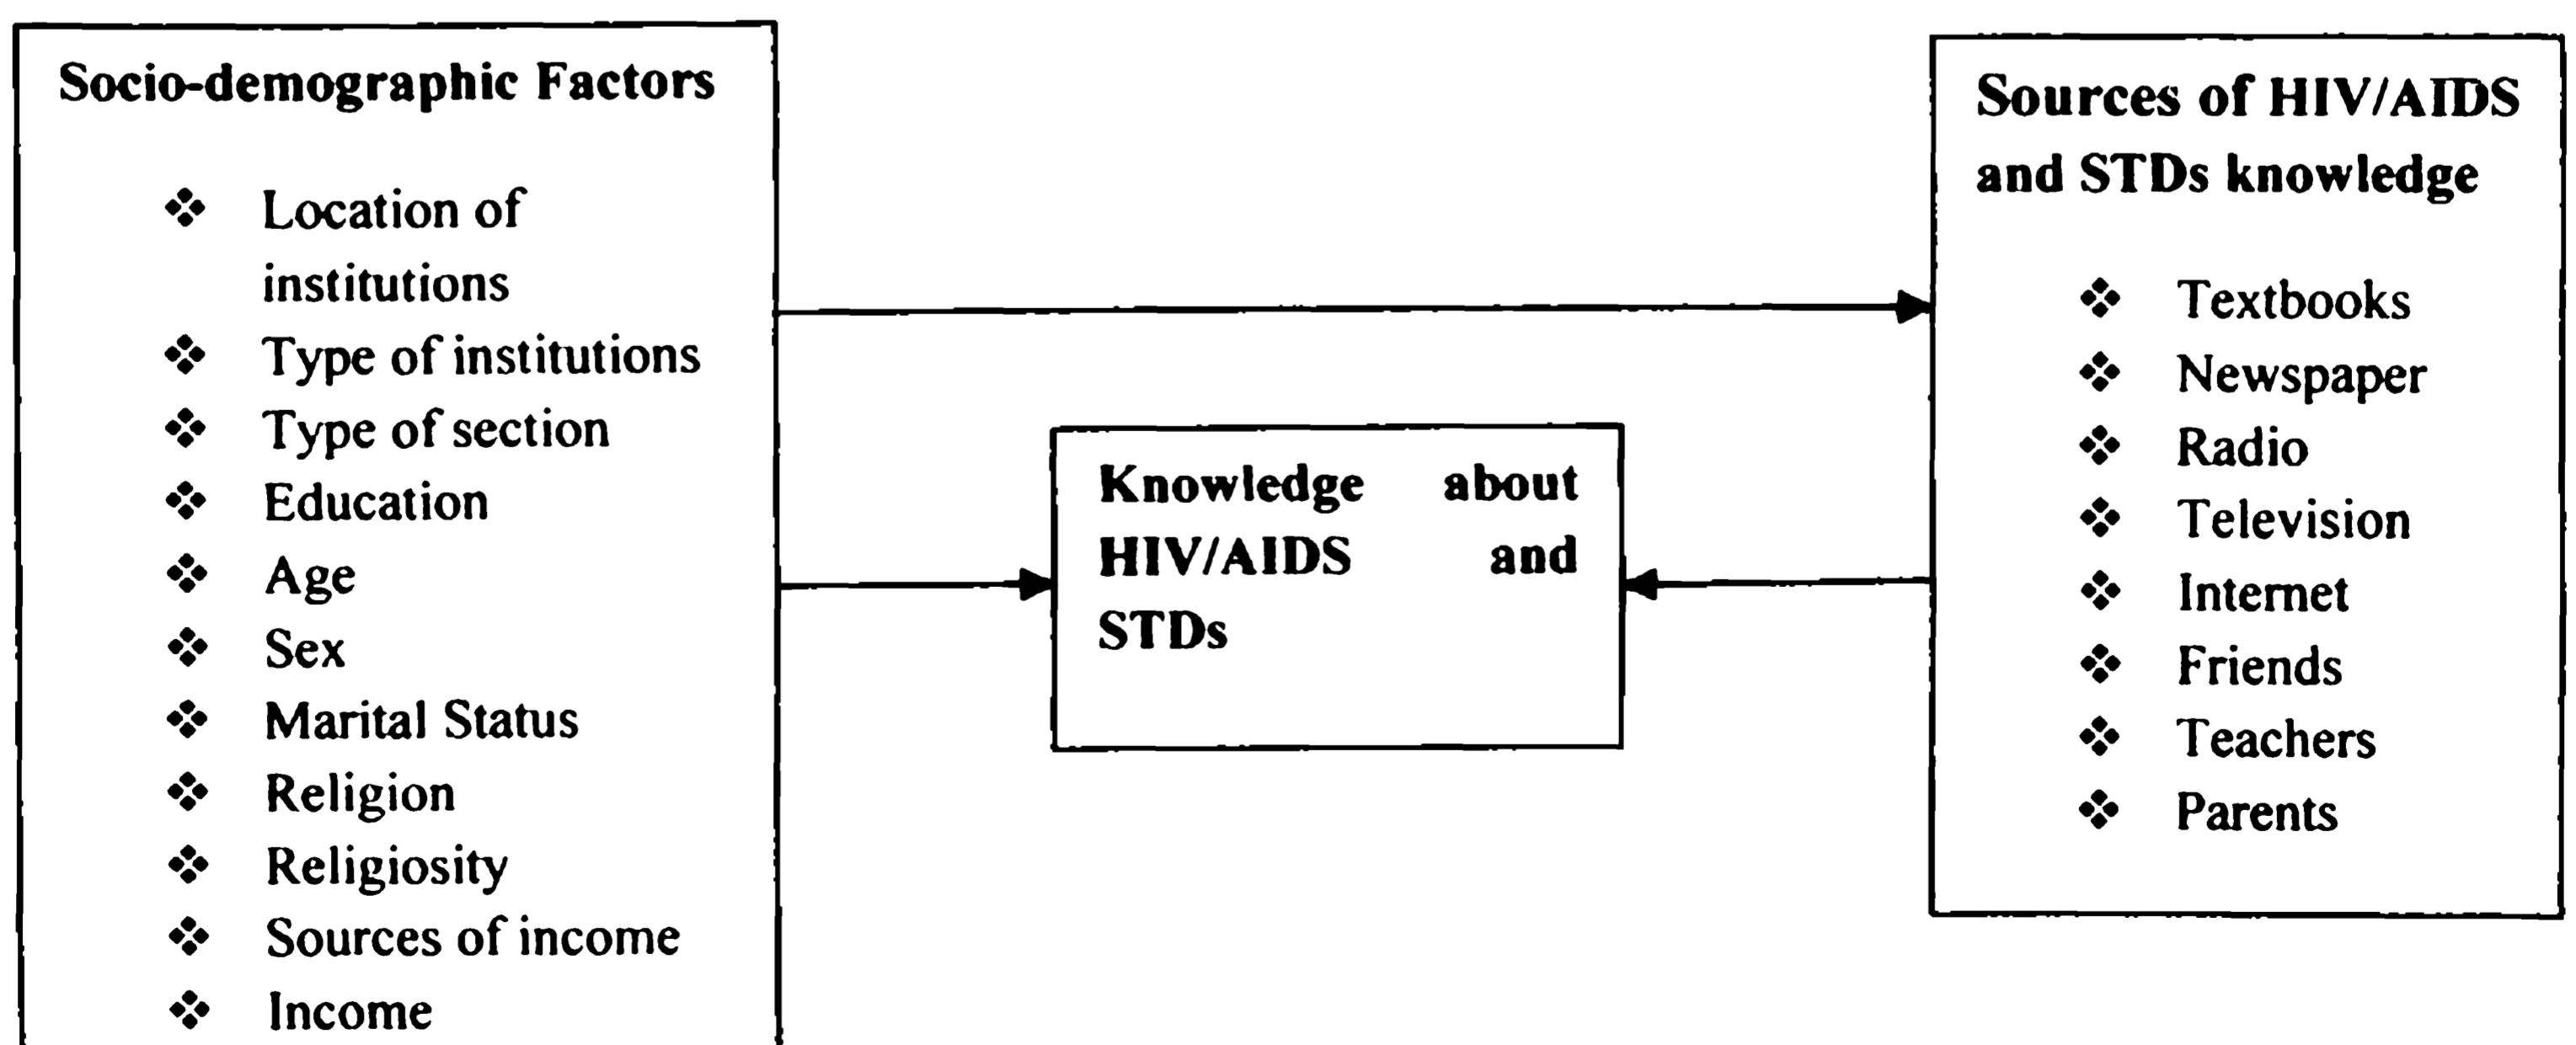 Socio-demographic Factors
❖ Location of
institutions
❖ Type of institutions
❖ Type of section
❖ Education
❖ Age
❖ Sex
❖ Marital Status
❖ Religion
❖ Religiosity
❖ Sources of income
❖ Income
Knowledge about
HIV/AIDS and
STDs
Sources of HIV/AIDS
and STDs knowledge
❖ Textbooks
❖ Newspaper
❖ Radio
❖ Television
❖ Internet
❖ Friends
❖ Teachers
❖ Parents